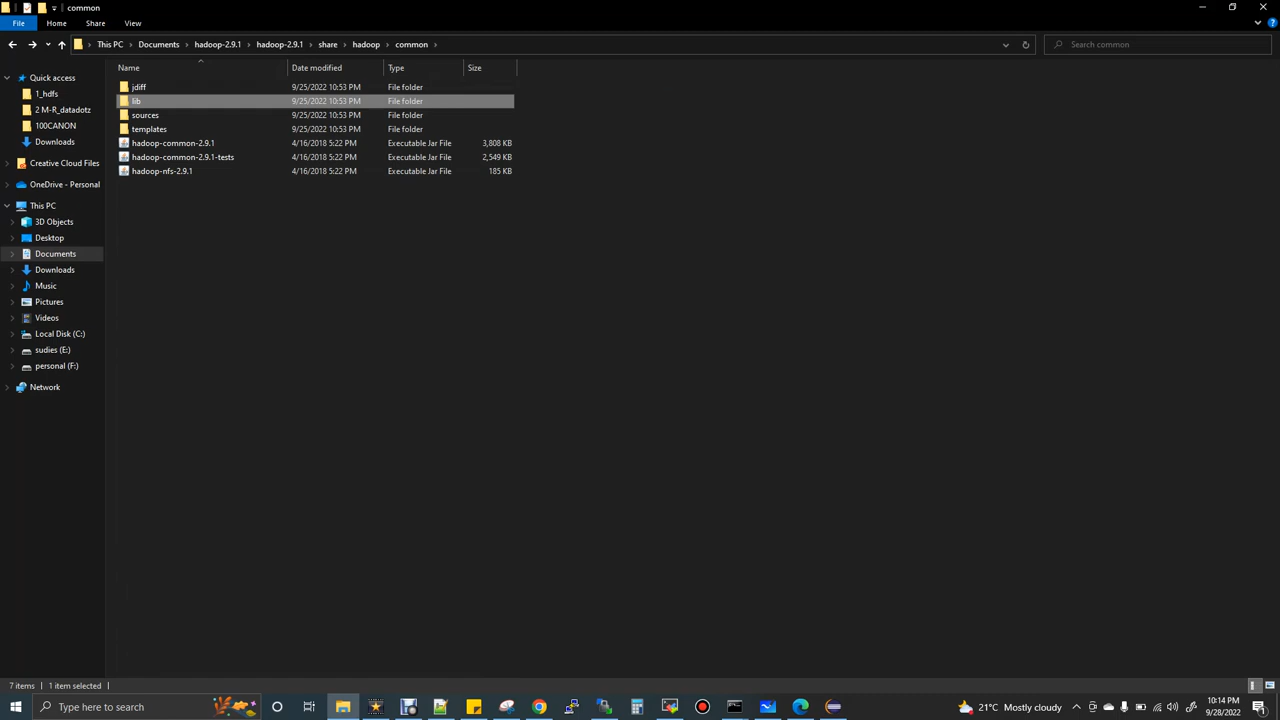 common
File Home Share View
This PC Documents hadoop-2.9.1 hadoop-2.9.1 share hadoop common Search common
Name Date modified Type Size
Quick access
1_hdfs
2 M-R_datadotz
100CANON
Downloads
Creative Cloud Files
OneDrive - Personal
This PC
3D Objects
Desktop
Documents
Downloads
Music
Pictures
Videos
Local Disk (C:)
sudies (E:)
personal (F:)
Network
jdiff 9/25/2022 10:53 PM File folder
lib 9/25/2022 10:53 PM File folder
sources 9/25/2022 10:53 PM File folder
templates 9/25/2022 10:53 PM File folder
hadoop-common-2.9.1 4/16/2018 5:22 PM Executable Jar File 3,808 KB
hadoop-common-2.9.1-tests 4/16/2018 5:22 PM Executable Jar File 2,549 KB
hadoop-nfs-2.9.1 4/16/2018 5:22 PM Executable Jar File 185 KB
7 items 1 item selected
Type here to search 21°C Mostly cloudy 10:14 PM
9/28/2022